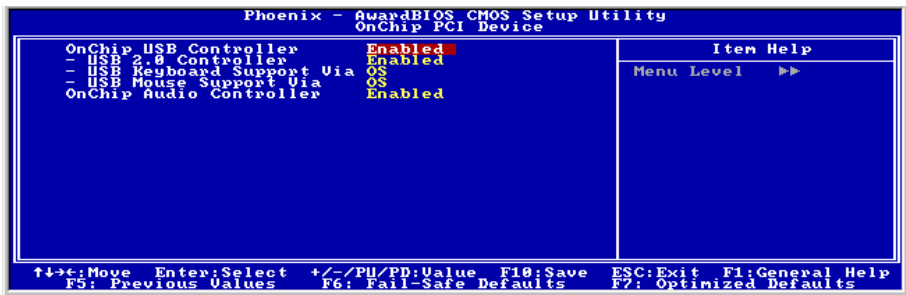 Phoenix - AwardBIOS CMOS Setup Utility
OnChip PCI Device
OnChip USB Controller Enabled
- USB 2.0 Controller Enabled
- USB Keyboard Support Via OS
- USB Mouse Support Via OS
OnChip Audio Controller Enabled
Item Help
Menu Level ▶▶
↑↓→←:Move Enter:Select +/-/PU/PD:Value F10:Save ESC:Exit F1:General Help
F5: Previous Values F6: Fail-Safe Defaults F7: Optimized Defaults